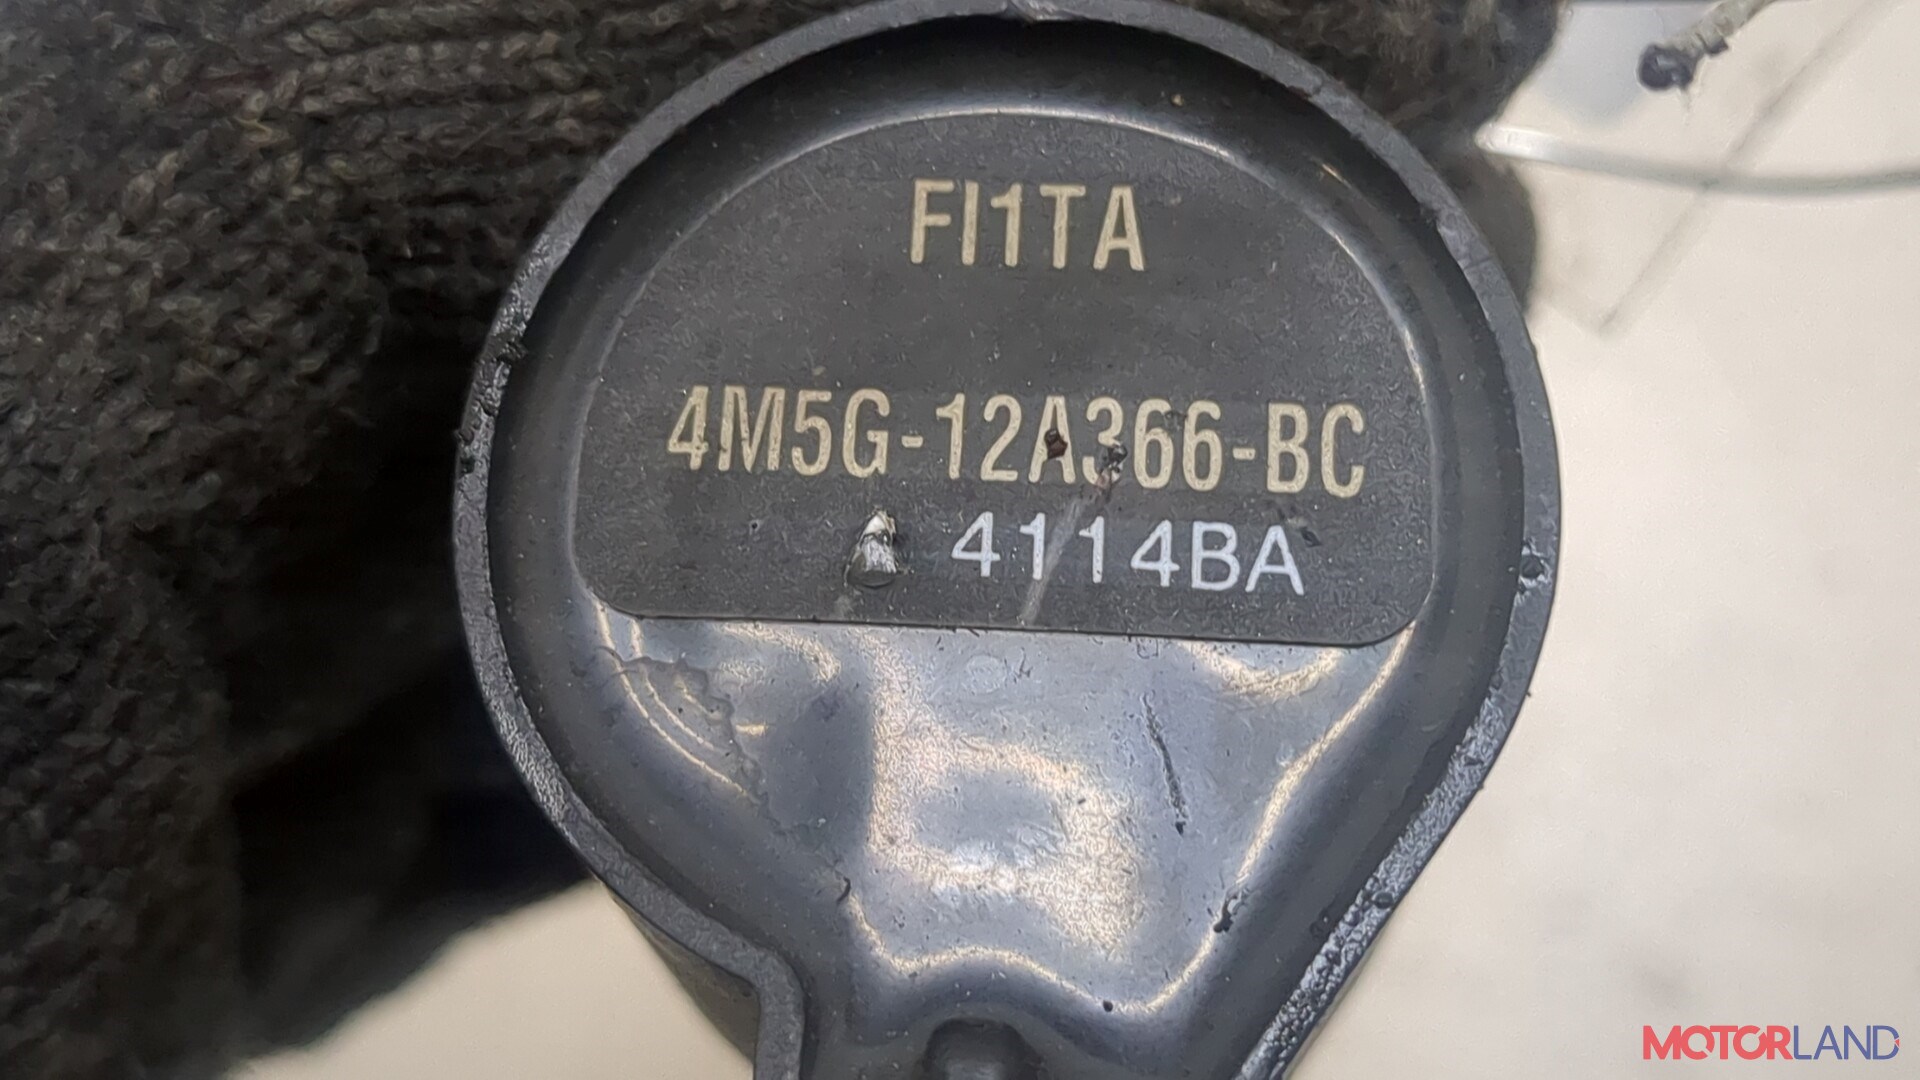 FI1TA
4M5G-12A366-BC
4114BA
MOTORLAND